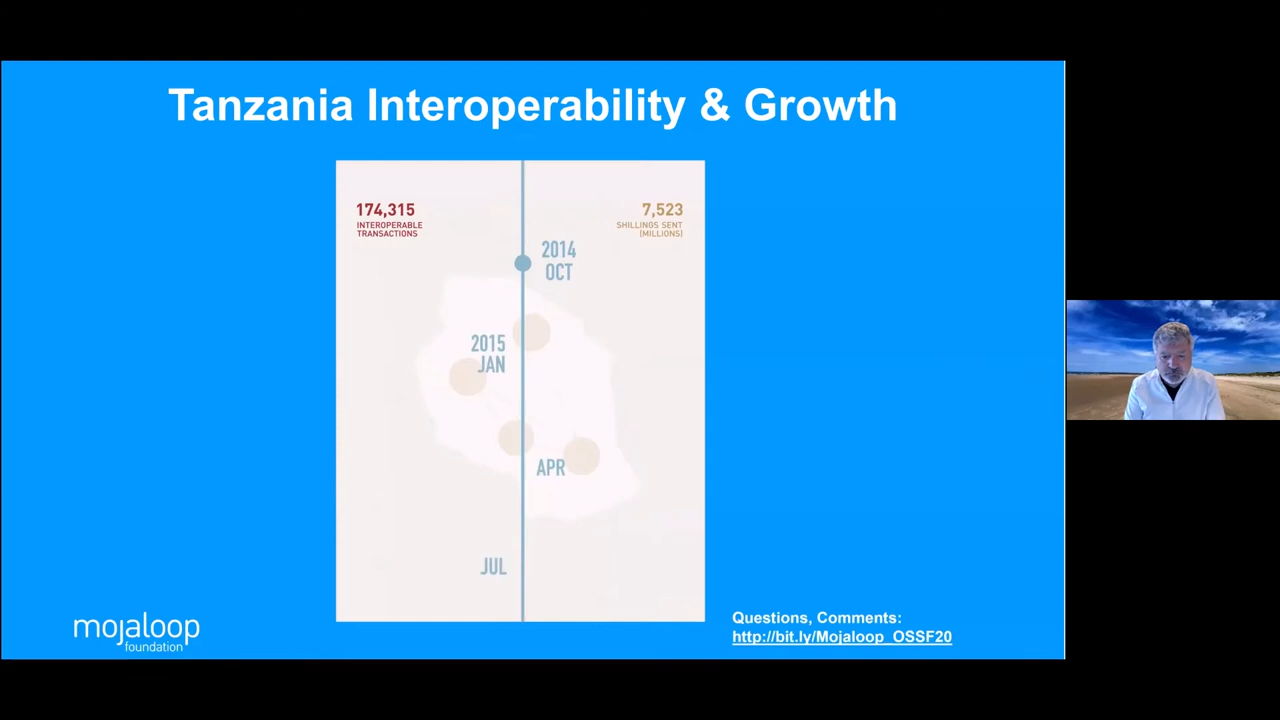 Tanzania Interoperability & Growth
174,315
INTEROPERABLE
TRANSACTIONS
7,523
SHILLINGS SENT
(MILLIONS)
2014
OCT
2015
JAN
APR
JUL
mojaloop
foundation
Questions, Comments:
http://bit.ly/Mojaloop_OSSF20